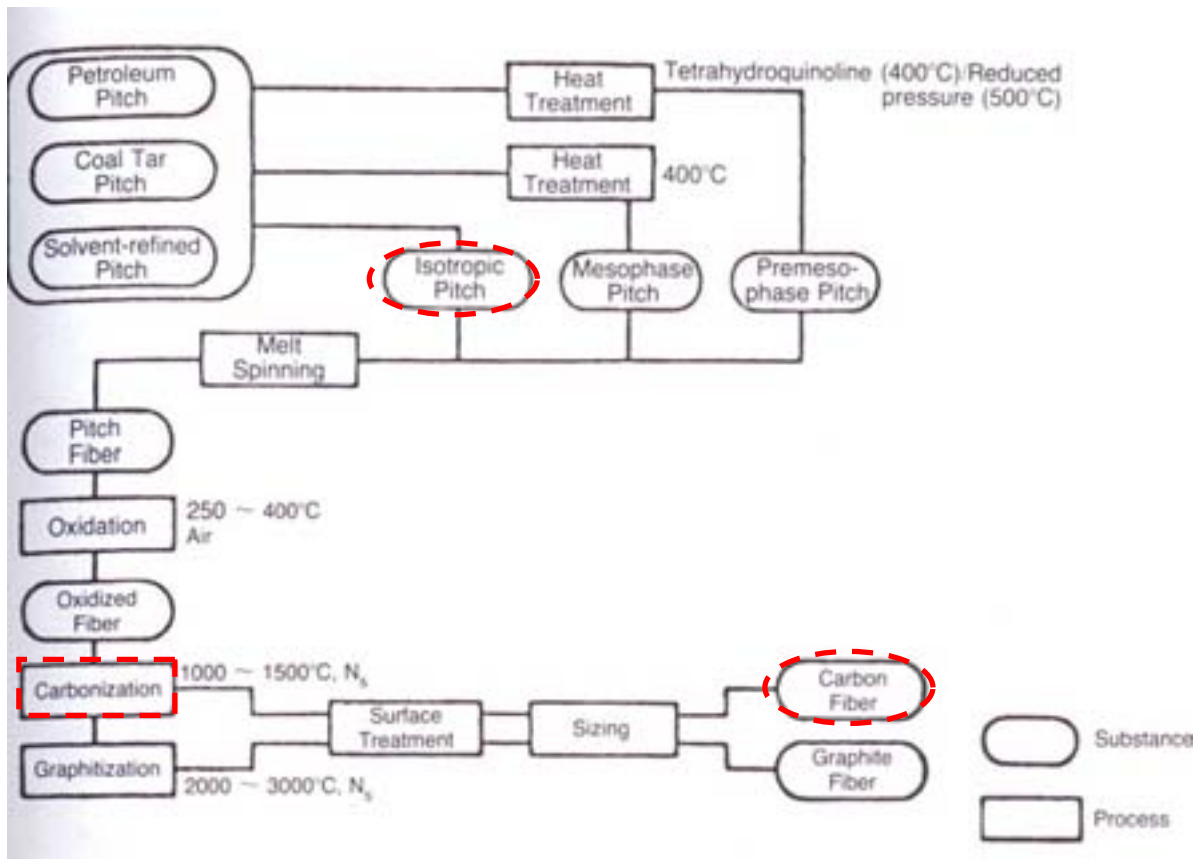 Petroleum
Pitch
Heat
Treatment
Tetrahydroquinoline (400°C)/Reduced
pressure (500°C)
Coal Tar
Pitch
Heat
Treatment
400°C
Solvent-refined
Pitch
Isotropic
Pitch
Mesophase
Pitch
Premeso-
phase Pitch
Melt
Spinning
Pitch
Fiber
Oxidation
250 ~ 400°C
Air
Oxidized
Fiber
Carbonization
1000 ~ 1500°C, N₅
Surface
Treatment
Sizing
Carbon
Fiber
Graphitization
2000 ~ 3000°C, N₅
Graphite
Fiber
Substance
Process